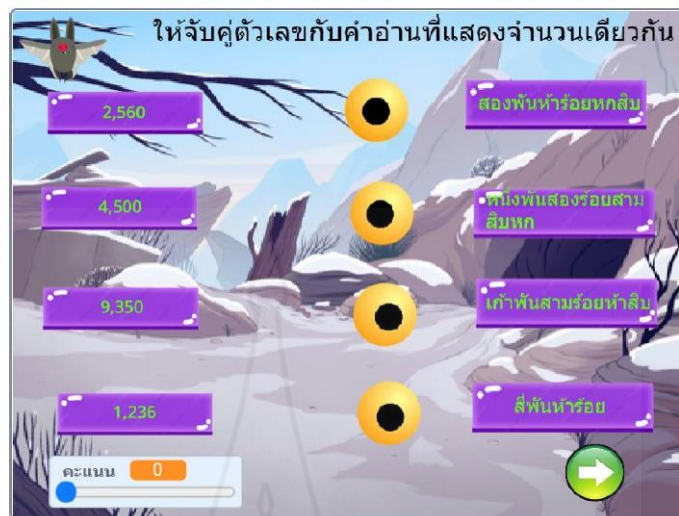 ให้จับคู่ตัวเลขกับคำอ่านที่แสดงจำนวนเดียวกัน
2,560
สองพันห้าร้อยหกสิบ
4,500
หนึ่งพันสองร้อยสาม
สิบหก
9,350
เก้าพันสามร้อยห้าสิบ
1,236
สี่พันห้าร้อย
คะแนน 0